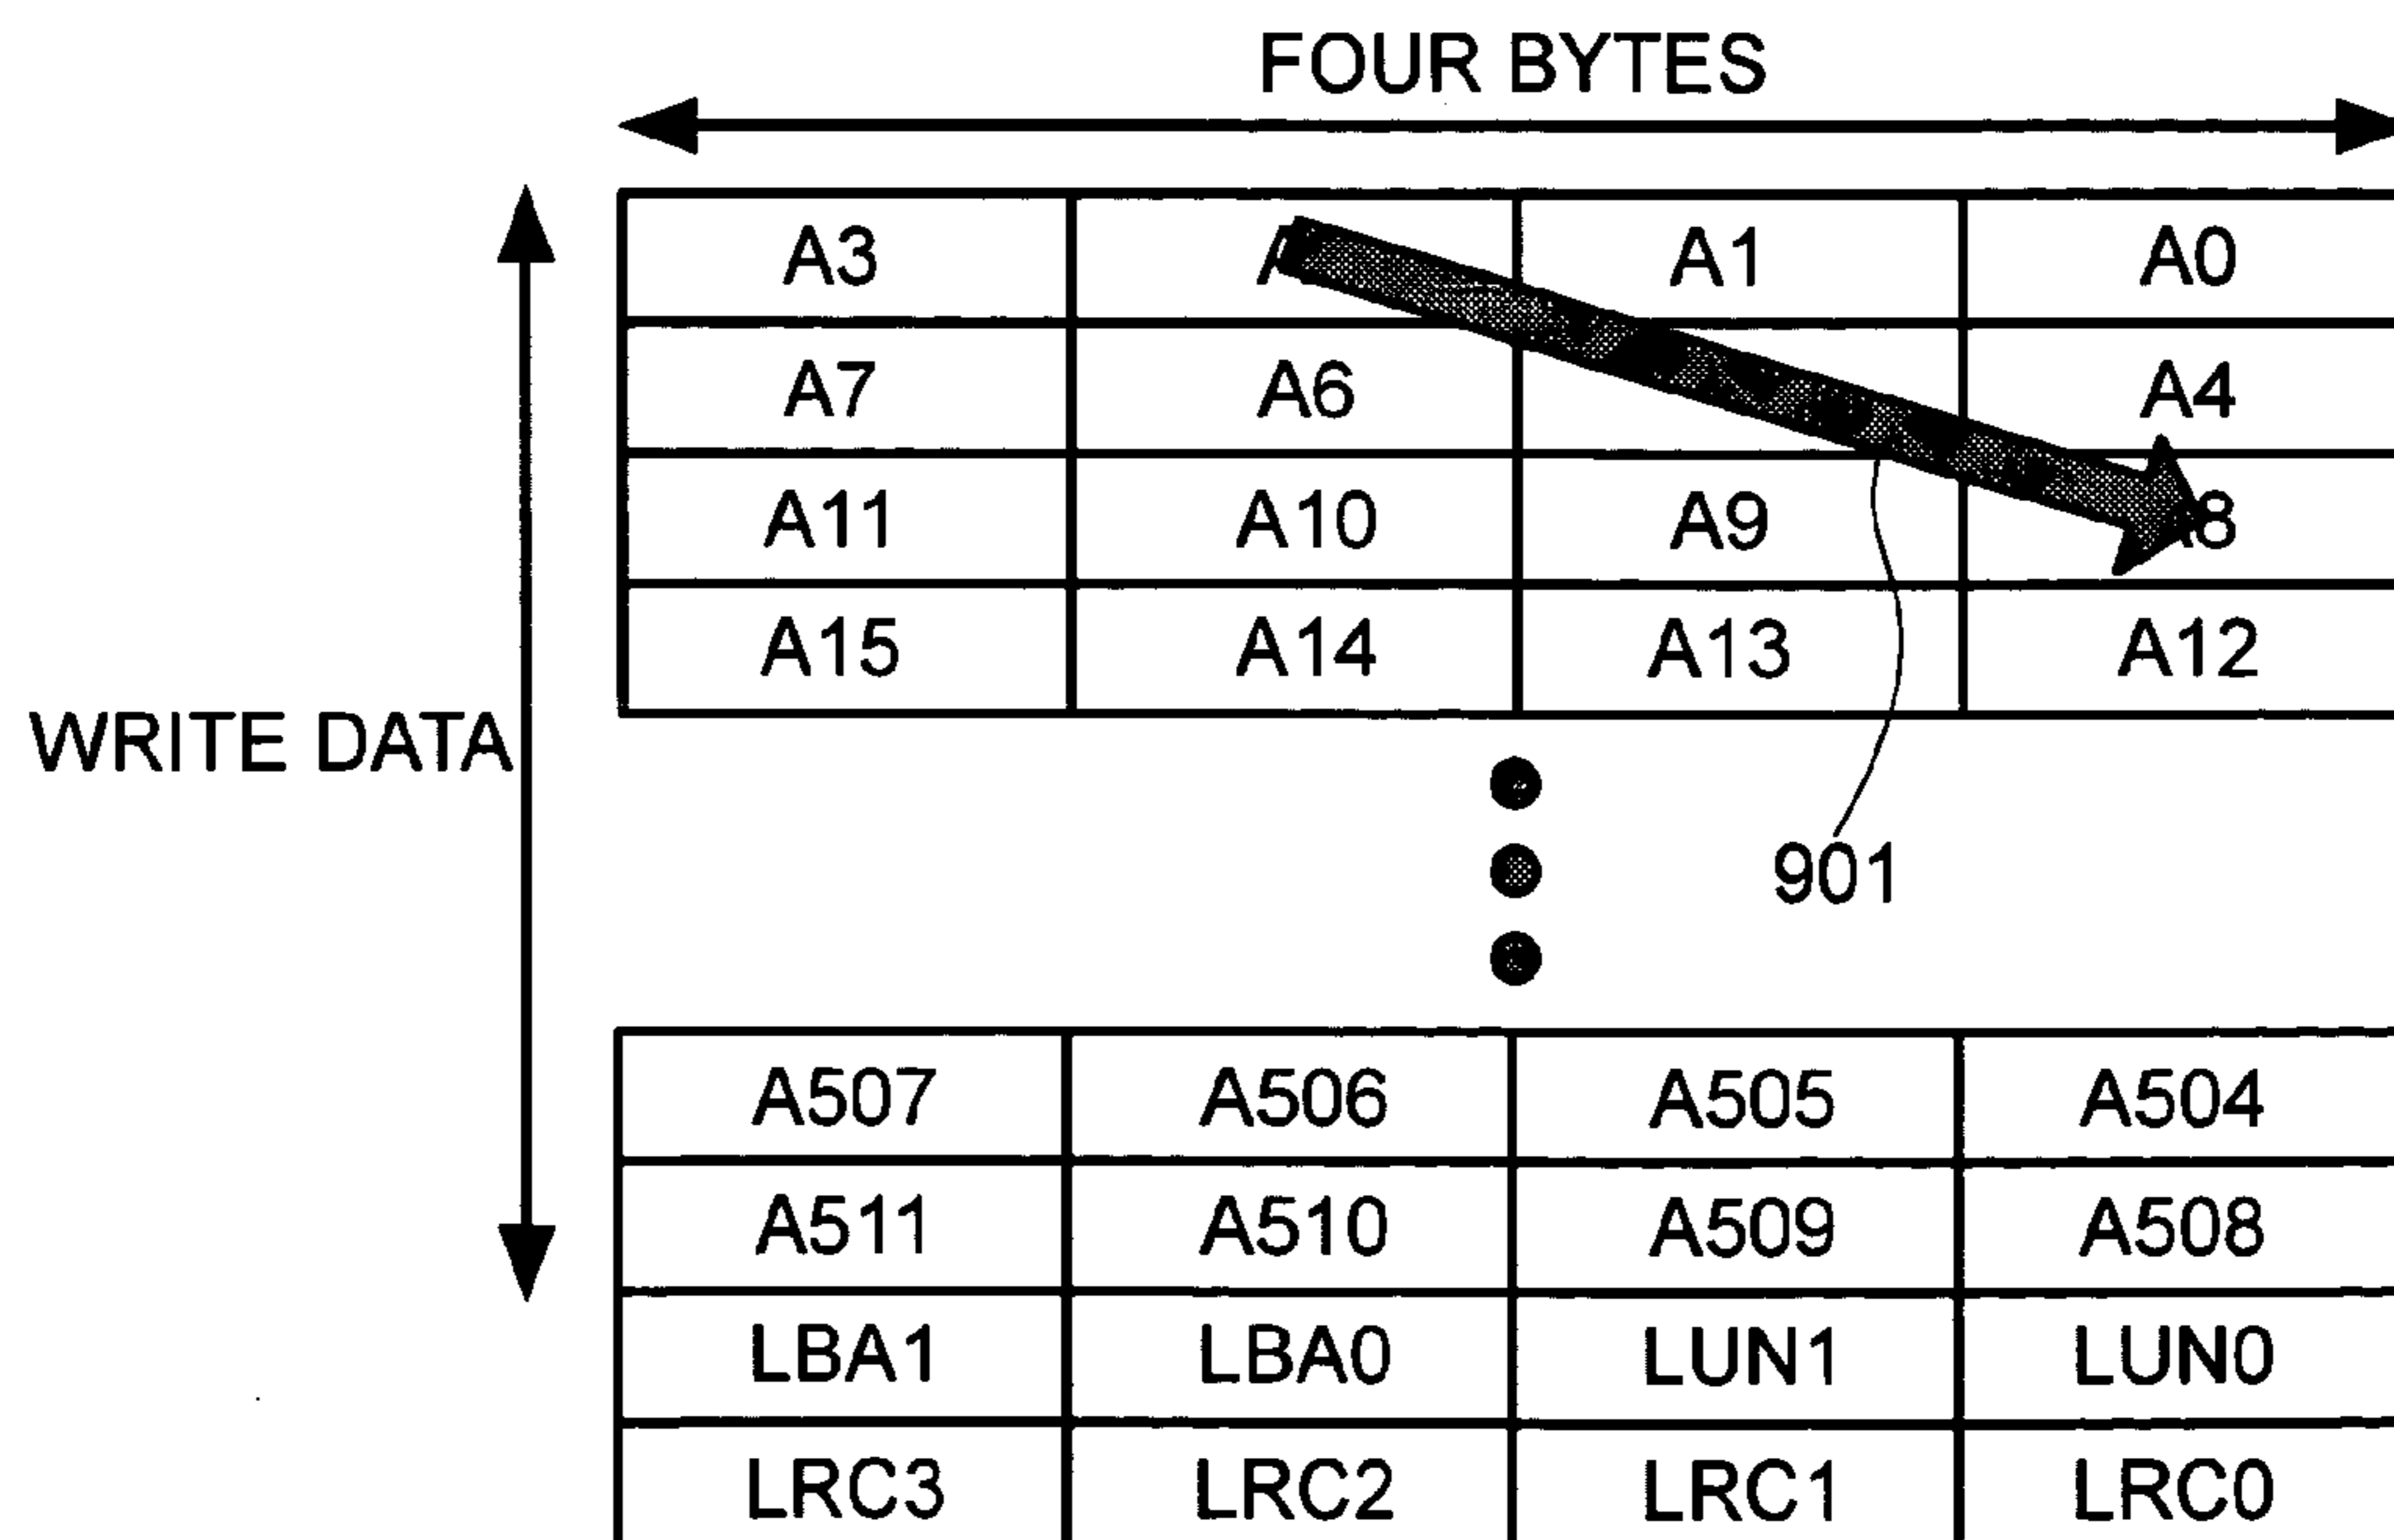 FOUR BYTES
A3 A1 A0
A7 A6 A4
A11 A10 A9
A15 A14 A13 A12
WRITE DATA
901
A507 A506 A505 A504
A511 A510 A509 A508
LBA1 LBA0 LUN1 LUN0
LRC3 LRC2 LRC1 LRC0